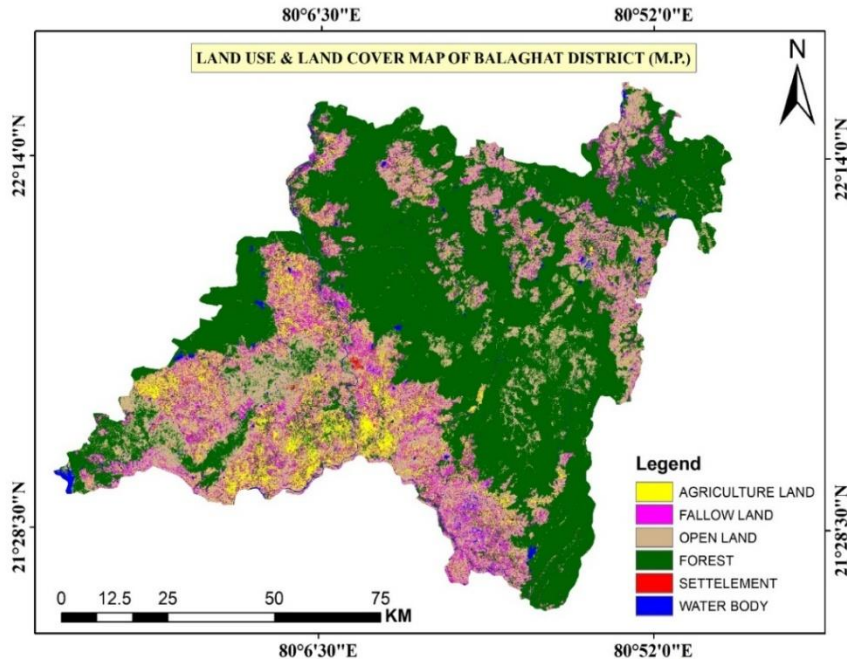 80°6'30"E 80°52'0"E
LAND USE & LAND COVER MAP OF BALAGHAT DISTRICT (M.P.)
N
22°14'0"N 22°14'0"N
Legend
AGRICULTURE LAND
FALLOW LAND
OPEN LAND
FOREST
SETTELEMENT
WATER BODY
21°28'30"N 21°28'30"N
0 12.5 25 50 75
KM
80°6'30"E 80°52'0"E